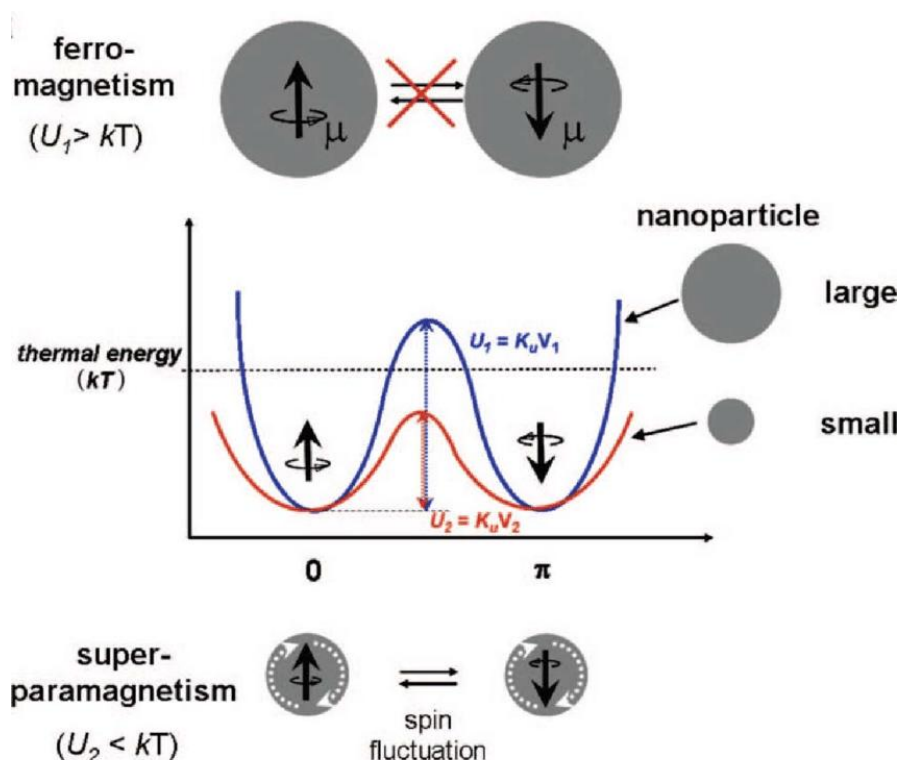 ferro-
magnetism
(U₁> kT)
μ
μ
nanoparticle
large
small
thermal energy
(kT)
U₁ = KᵤV₁
U₂ = KᵤV₂
0
π
super-
paramagnetism
(U₂ < kT)
spin
fluctuation